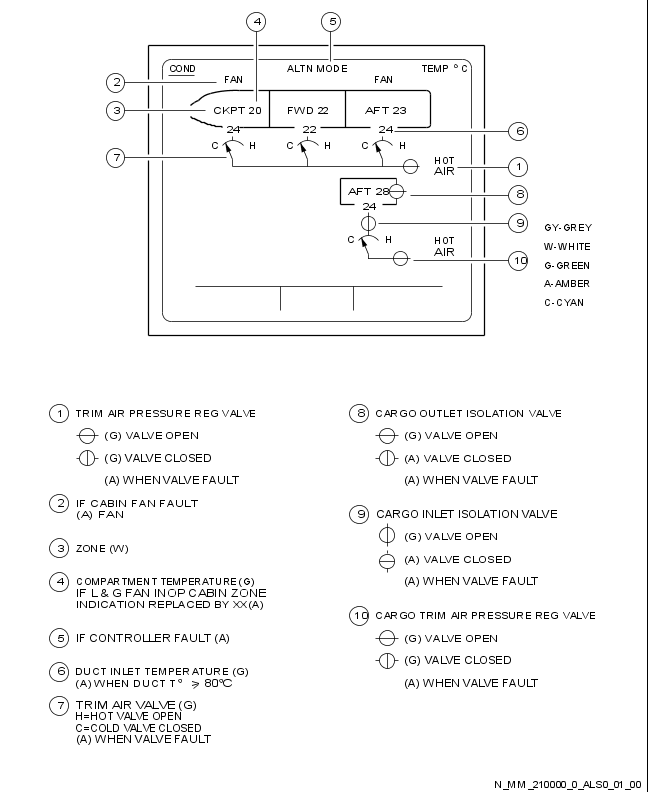 4 5
COND ALTN MODE TEMP °C
2 FAN FAN
3 CKPT 20 FWD 22 AFT 23
24 22 24 6
7 C H C H C H HOT AIR 1
AFT 28 8
24
9
C H HOT AIR 10
GY-GREY
W-WHITE
G-GREEN
A-AMBER
C-CYAN
1 TRIM AIR PRESSURE REG VALVE
(G) VALVE OPEN
(G) VALVE CLOSED
(A) WHEN VALVE FAULT
2 IF CABIN FAN FAULT
(A) FAN
3 ZONE (W)
4 COMPARTMENT TEMPERATURE (G)
IF L & G FAN INOP CABIN ZONE
INDICATION REPLACED BY XX(A)
5 IF CONTROLLER FAULT (A)
6 DUCT INLET TEMPERATURE (G)
(A) WHEN DUCT T° ⩾ 80°C
7 TRIM AIR VALVE (G)
H=HOT VALVE OPEN
C=COLD VALVE CLOSED
(A) WHEN VALVE FAULT
8 CARGO OUTLET ISOLATION VALVE
(G) VALVE OPEN
(A) VALVE CLOSED
(A) WHEN VALVE FAULT
9 CARGO INLET ISOLATION VALVE
(G) VALVE OPEN
(A) VALVE CLOSED
(A) WHEN VALVE FAULT
10 CARGO TRIM AIR PRESSURE REG VALVE
(G) VALVE OPEN
(G) VALVE CLOSED
(A) WHEN VALVE FAULT
N_MM_210000_0_ALS0_01_00